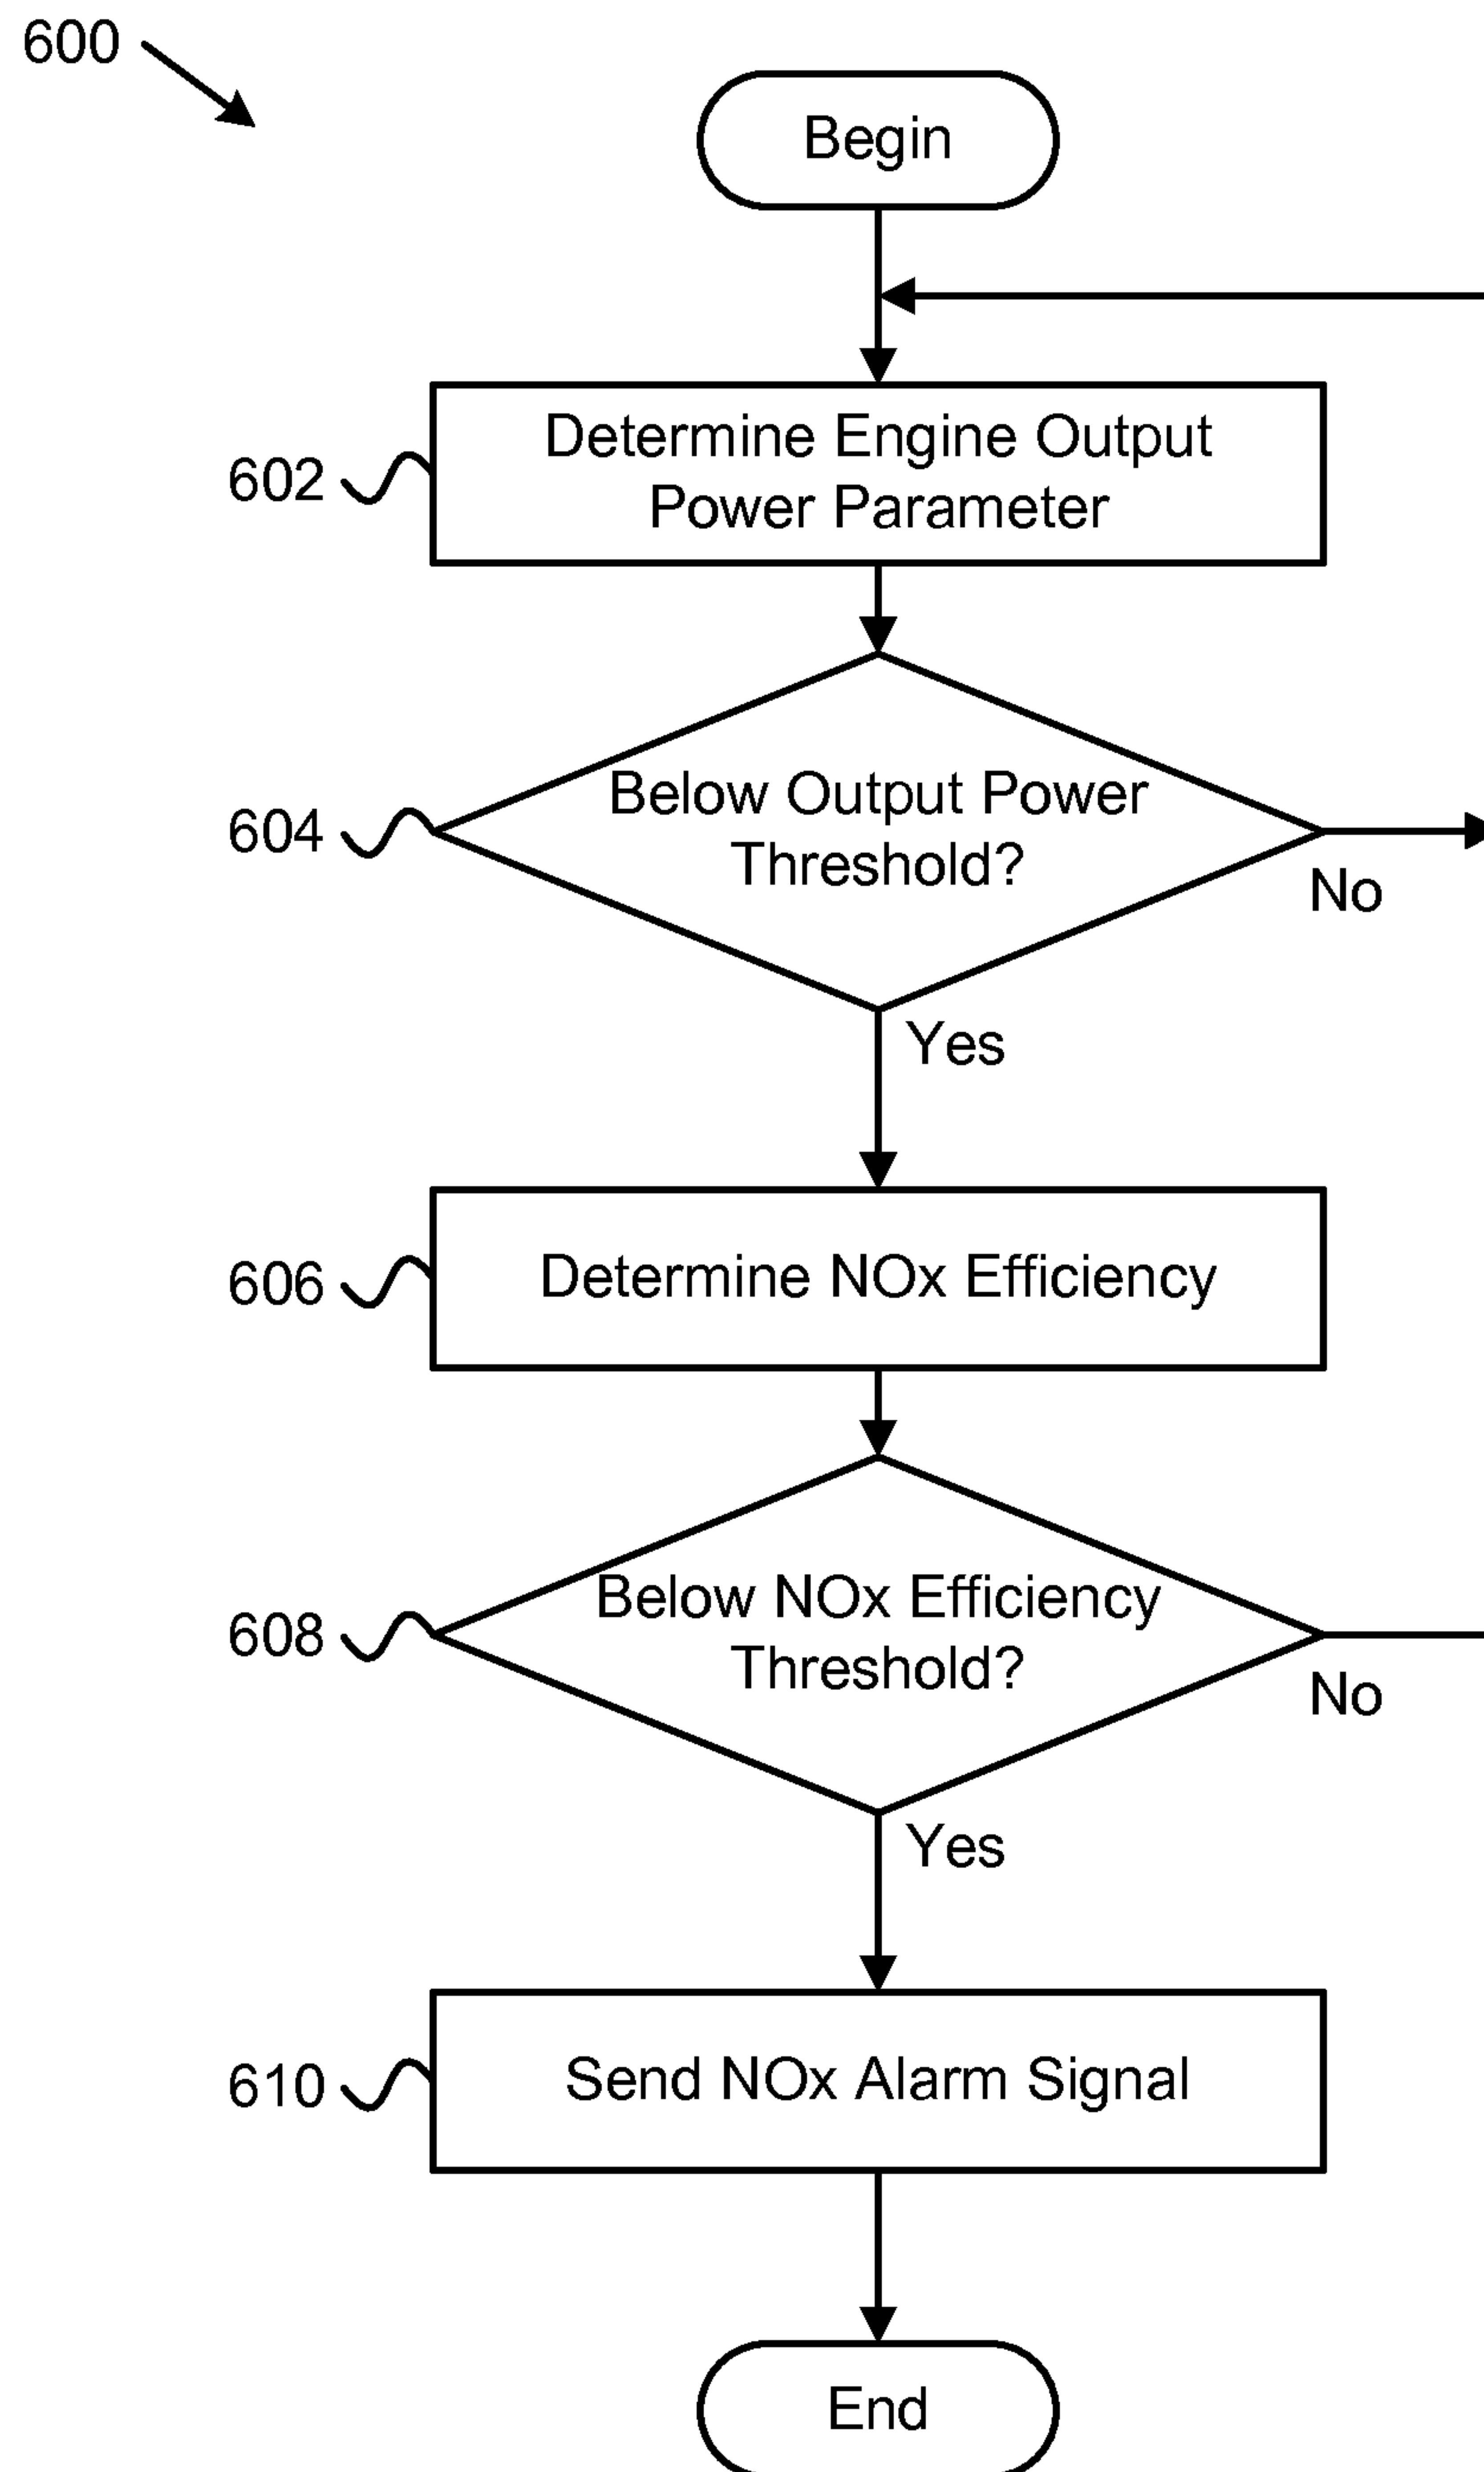 600
Begin
602
Determine Engine Output
Power Parameter
604
Below Output Power
Threshold?
No
Yes
606
Determine NOx Efficiency
608
Below NOx Efficiency
Threshold?
No
Yes
610
Send NOx Alarm Signal
End